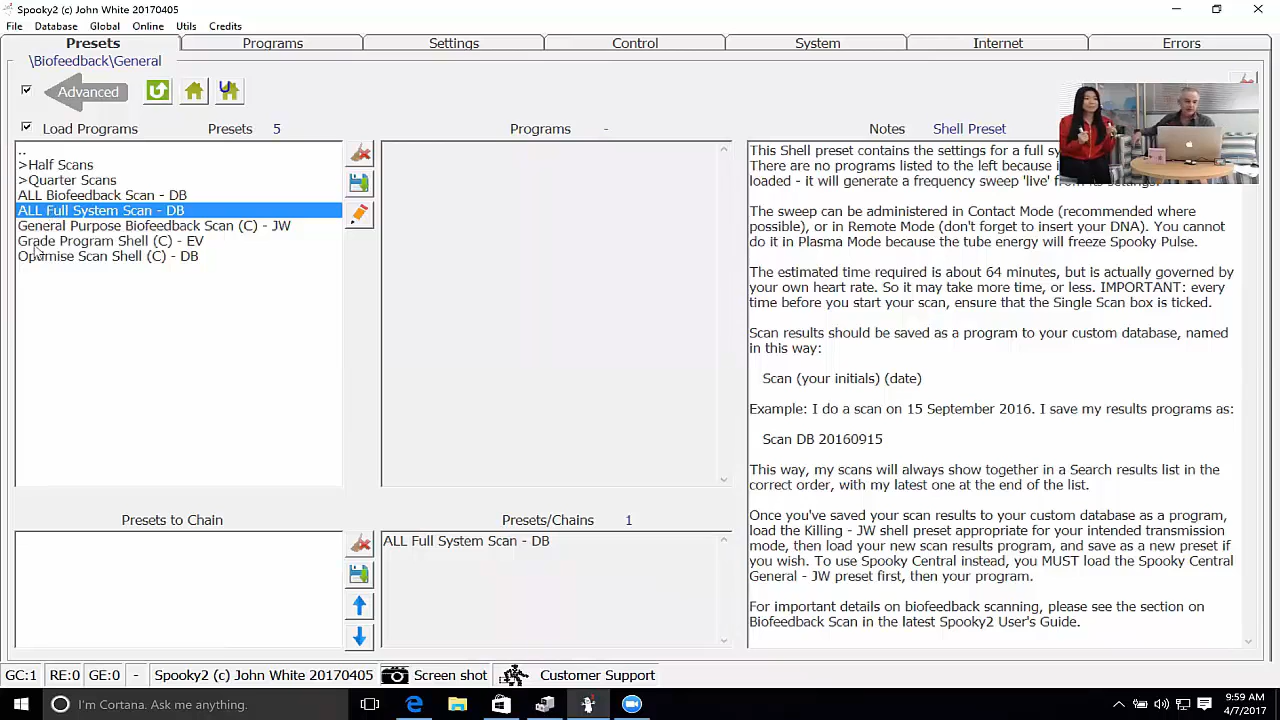 Spooky2 (c) John White 20170405
File Database Global Online Utils Credits
Presets Programs Settings Control System Internet Errors
\Biofeedback\General
Advanced
Load Programs Presets 5 Programs - Notes Shell Preset
..
>Half Scans
>Quarter Scans
ALL Biofeedback Scan - DB
ALL Full System Scan - DB
General Purpose Biofeedback Scan (C) - JW
Grade Program Shell (C) - EV
Optimise Scan Shell (C) - DB
This Shell preset contains the settings for a full
There are no programs listed to the left because
loaded - it will generate a frequency sweep 'live' from its settings.
The sweep can be administered in Contact Mode (recommended where
possible), or in Remote Mode (don't forget to insert your DNA). You cannot
do it in Plasma Mode because the tube energy will freeze Spooky Pulse.
The estimated time required is about 64 minutes, but is actually governed by
your own heart rate. So it may take more time, or less. IMPORTANT: every
time before you start your scan, ensure that the Single Scan box is ticked.
Scan results should be saved as a program to your custom database, named
in this way:
Scan (your initials) (date)
Example: I do a scan on 15 September 2016. I save my results programs as:
Scan DB 20160915
This way, my scans will always show together in a Search results list in the
correct order, with my latest one at the end of the list.
Once you've saved your scan results to your custom database as a program,
load the Killing - JW shell preset appropriate for your intended transmission
mode, then load your new scan results program, and save as a new preset if
you wish. To use Spooky Central instead, you MUST load the Spooky Central
General - JW preset first, then your program.
For important details on biofeedback scanning, please see the section on
Biofeedback Scan in the latest Spooky2 User's Guide.
Presets to Chain Presets/Chains 1
ALL Full System Scan - DB
GC:1 RE:0 GE:0 - Spooky2 (c) John White 20170405 Screen shot Customer Support
I'm Cortana. Ask me anything.
9:59 AM
4/7/2017